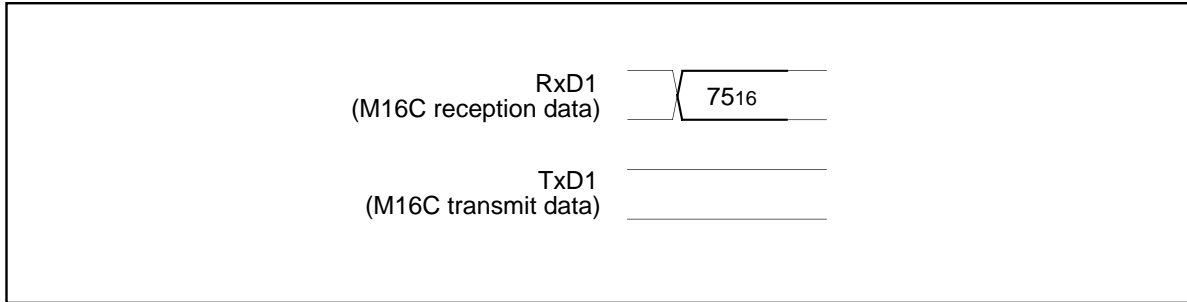 RxD1
(M16C reception data)
7516
TxD1
(M16C transmit data)